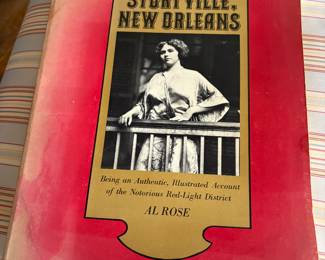 STORYVILLE,
NEW ORLEANS
Being an Authentic, Illustrated Account
of the Notorious Red-Light District
AL ROSE